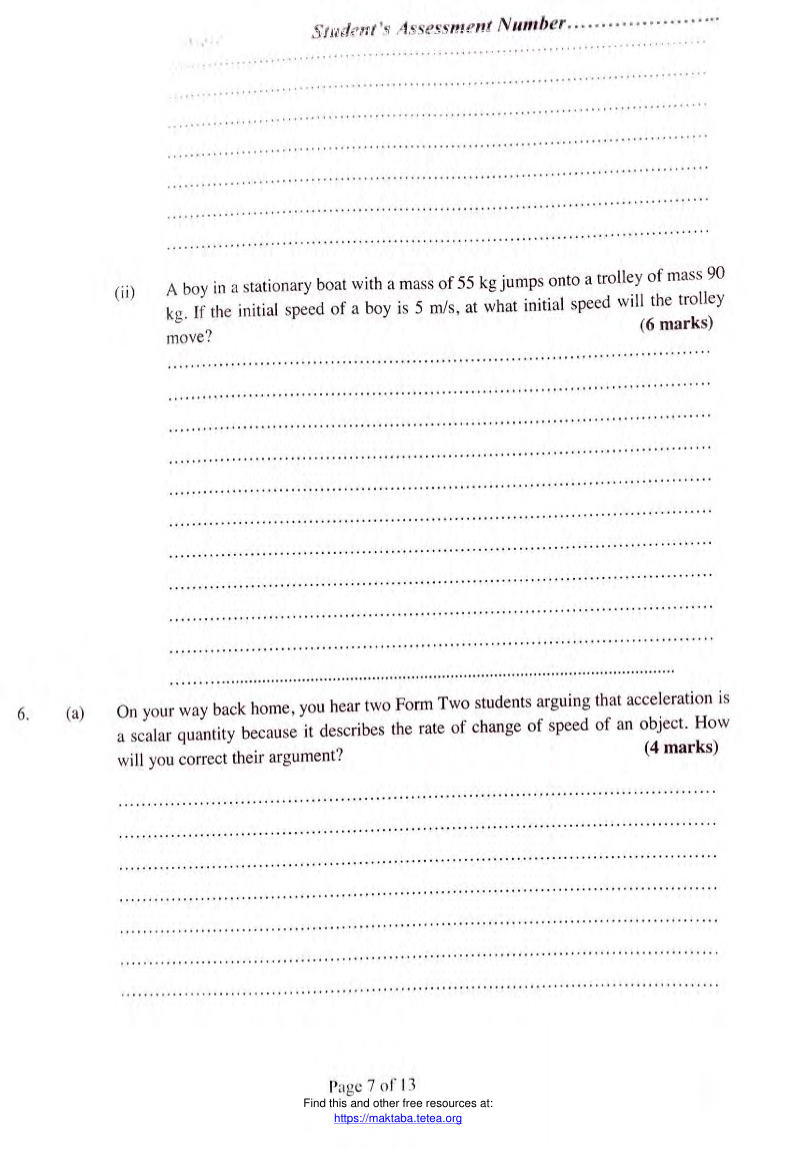 Student's Assessment Number........................
(ii) A boy in a stationary boat with a mass of 55 kg jumps onto a trolley of mass 90
kg. If the initial speed of a boy is 5 m/s, at what initial speed will the trolley
move? (6 marks)
6. (a) On your way back home, you hear two Form Two students arguing that acceleration is
a scalar quantity because it describes the rate of change of speed of an object. How
will you correct their argument? (4 marks)
Page 7 of 13
Find this and other free resources at:
https://maktaba.tetea.org